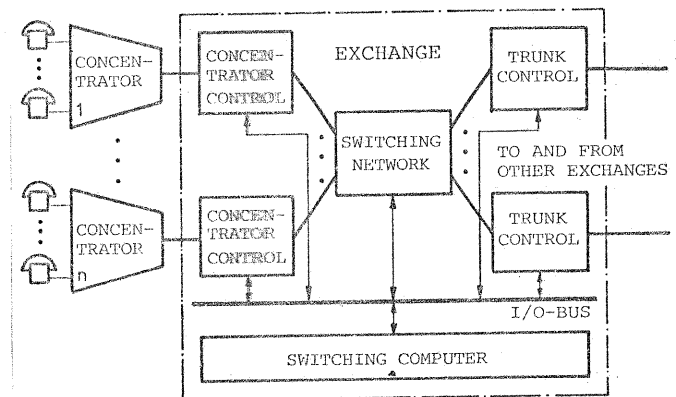 EXCHANGE
CONCEN-
TRATOR
1
CONCEN-
TRATOR
CONTROL
SWITCHING
NETWORK
TRUNK
CONTROL
TO AND FROM
OTHER EXCHANGES
CONCEN-
TRATOR
n
CONCEN-
TRATOR
CONTROL
TRUNK
CONTROL
I/O-BUS
SWITCHING COMPUTER